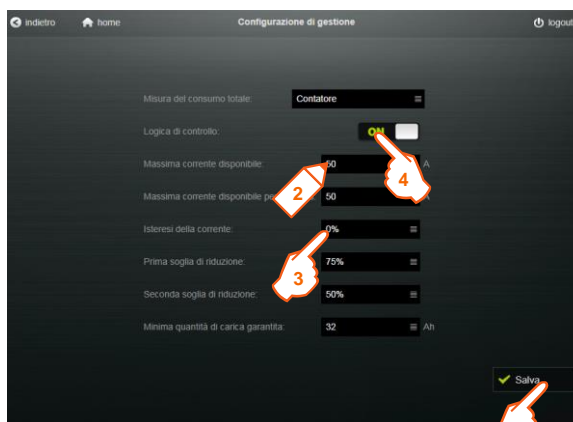 indietro home Configurazione di gestione logout
Misura del consumo totale: Contatore
Logica di controllo: ON
4
Massima corrente disponibile: 50 A
2
Massima corrente disponibile 50
Isteresi della corrente: 0%
Prima soglia di riduzione: 75%
3
Seconda soglia di riduzione: 50%
Minima quantità di carica garantita: 32 Ah
Salva